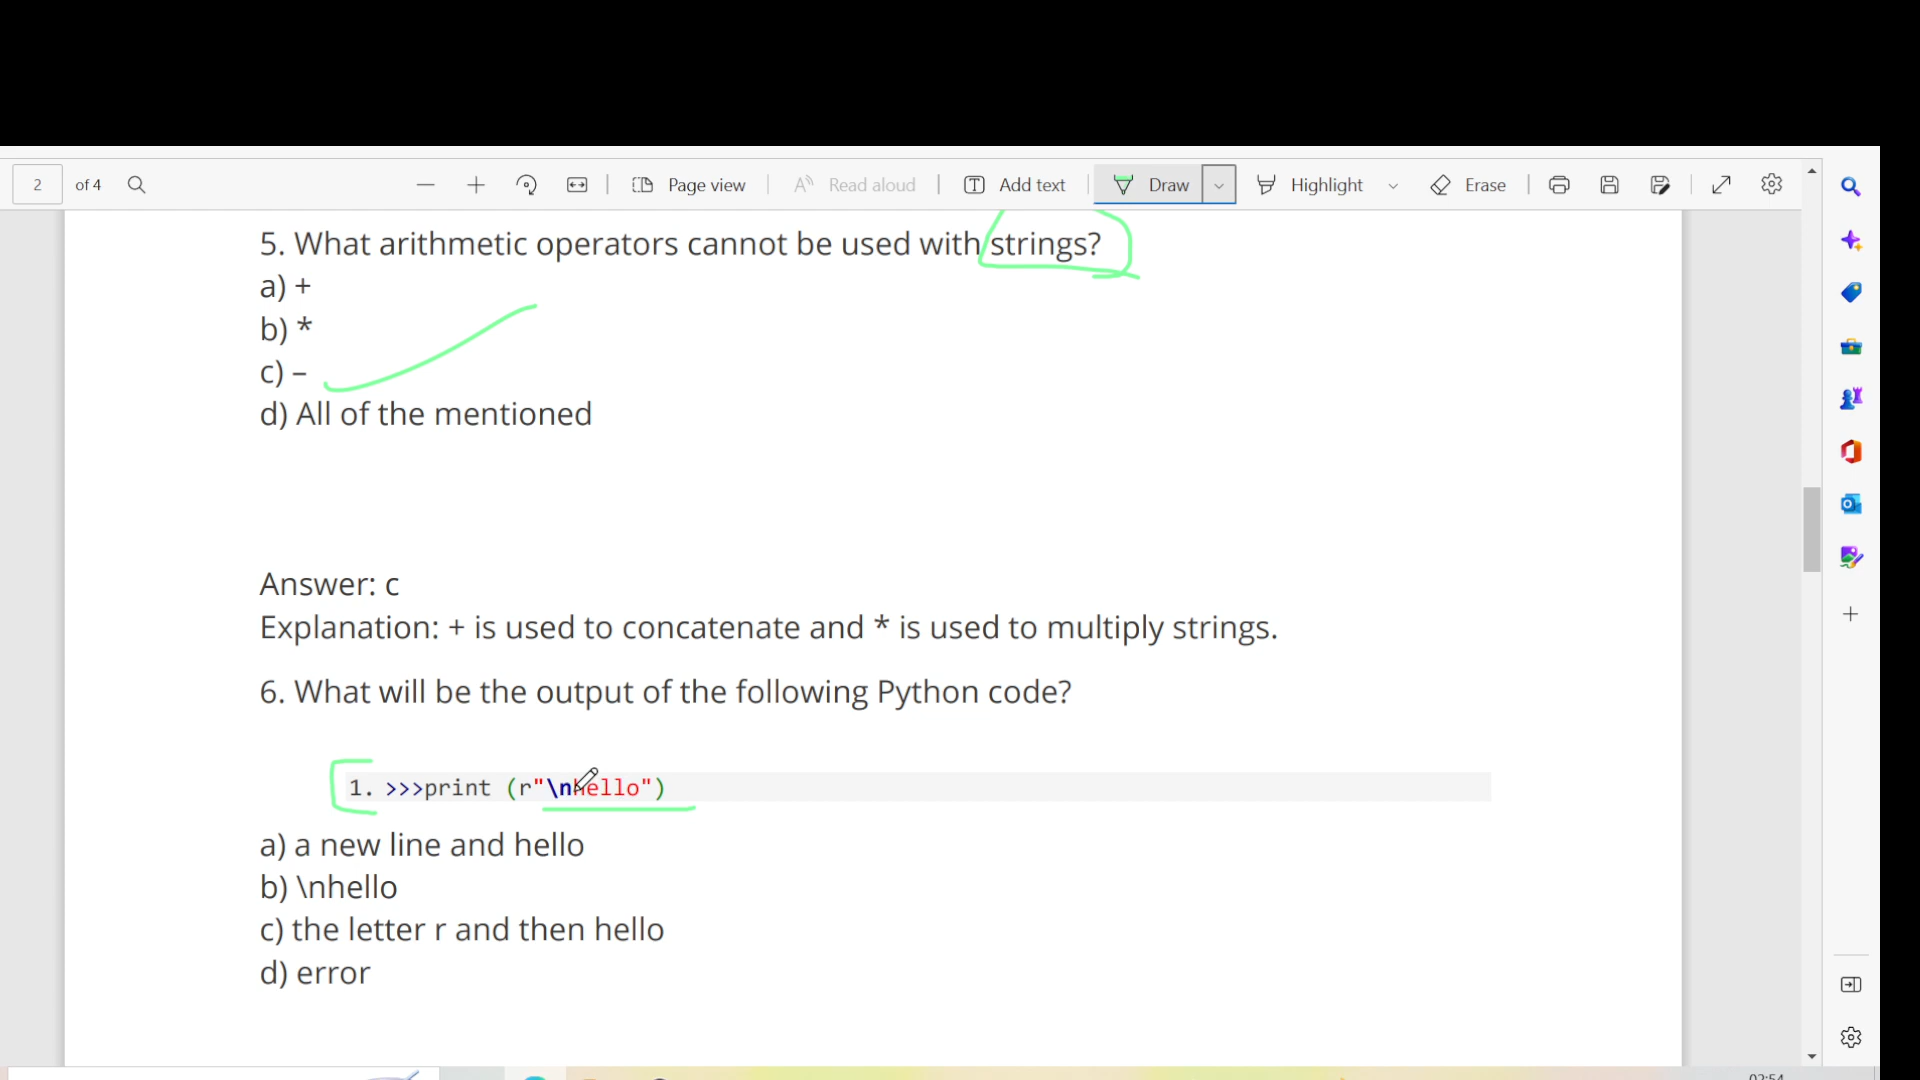 2 of 4 Page view Read aloud Add text Draw Highlight Erase
5. What arithmetic operators cannot be used with strings?
a) +
b) *
c) –
d) All of the mentioned
Answer: c
Explanation: + is used to concatenate and * is used to multiply strings.
6. What will be the output of the following Python code?
1. >>>print (r"\nhello")
a) a new line and hello
b) \nhello
c) the letter r and then hello
d) error